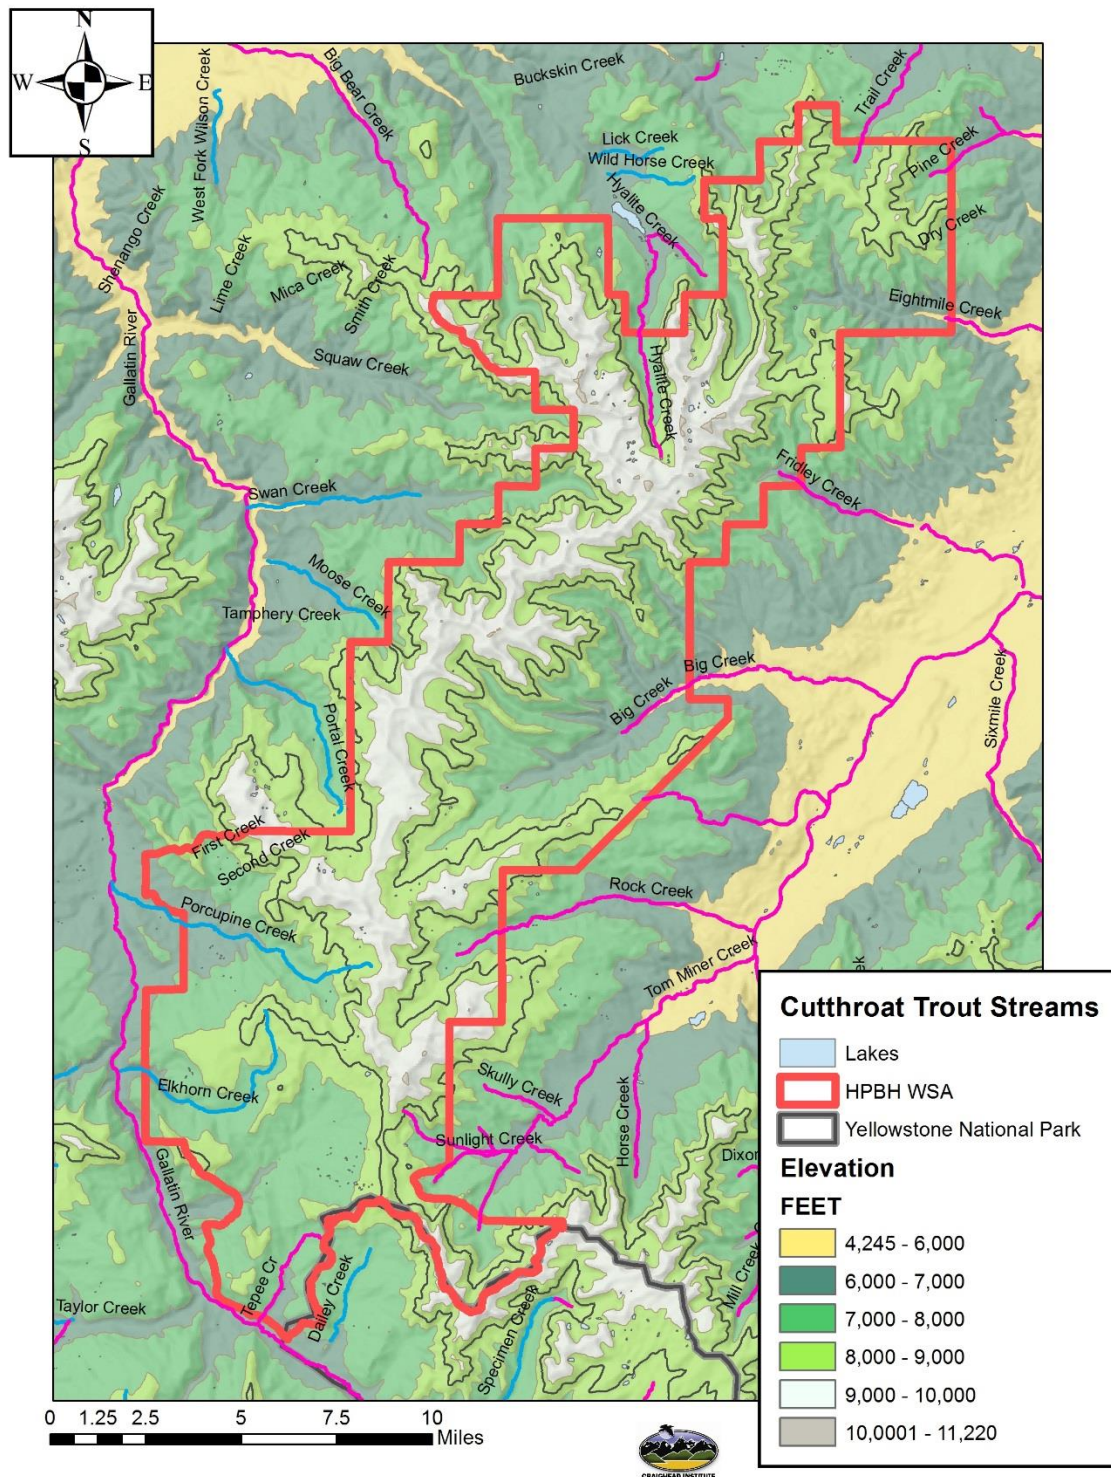 N
W E
S
Buckskin Creek
Big Bear Creek
Trail Creek
West Fork Wilson Creek
Lick Creek
Wild Horse Creek
Pine Creek
Hyalite Creek
Shenango Creek
Dry Creek
Lime Creek
Mica Creek
Smith Creek
Eightmile Creek
Gallatin River
Squaw Creek
Hyalite Creek
Fridley Creek
Swan Creek
Moose Creek
Tamphery Creek
Big Creek
Big Creek
Sixmile Creek
Portal Creek
First Creek
Second Creek
Rock Creek
Porcupine Creek
Tom Miner Creek
Skully Creek
Elkhorn Creek
Sunlight Creek
Horse Creek
Gallatin River
Tepee Cr
Dailey Creek
Taylor Creek
Specimen Creek
Mill Creek
Dixon
Cutthroat Trout Streams
Lakes
HPBH WSA
Yellowstone National Park
Elevation
FEET
4,245 - 6,000
6,000 - 7,000
7,000 - 8,000
8,000 - 9,000
9,000 - 10,000
10,0001 - 11,220
0 1.25 2.5 5 7.5 10
Miles
CRAIGHEAD INSTITUTE